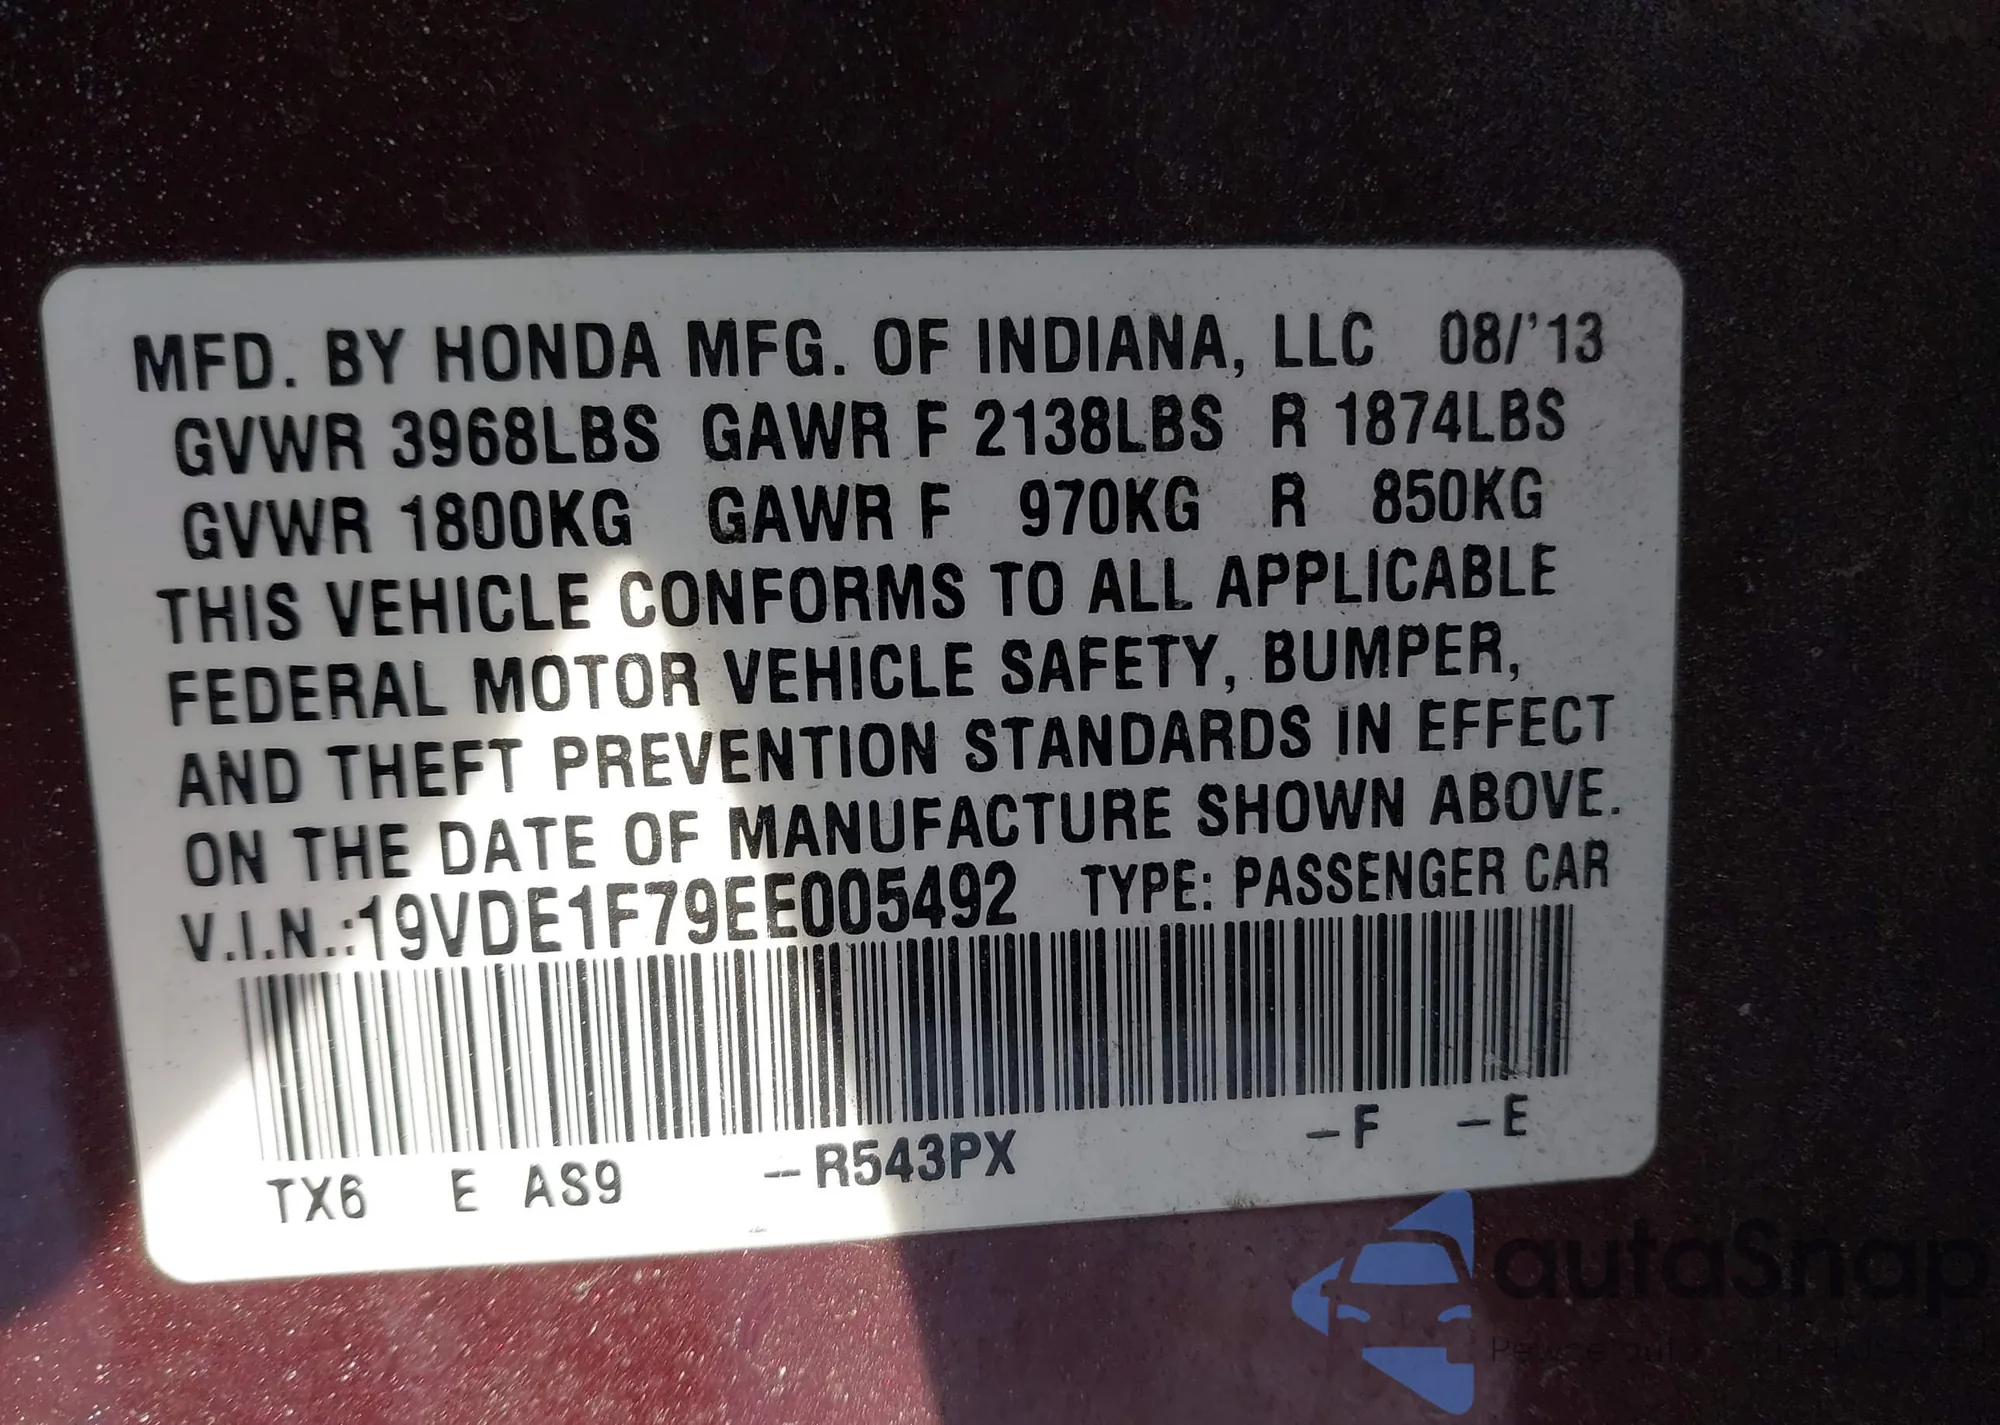 MFD. BY HONDA MFG. OF INDIANA, LLC 08/'13
GVWR 3968LBS GAWR F 2138LBS R 1874LBS
GVWR 1800KG GAWR F 970KG R 850KG
THIS VEHICLE CONFORMS TO ALL APPLICABLE
FEDERAL MOTOR VEHICLE SAFETY, BUMPER,
AND THEFT PREVENTION STANDARDS IN EFFECT
ON THE DATE OF MANUFACTURE SHOWN ABOVE.
V.I.N.:19VDE1F79EE005492 TYPE: PASSENGER CAR
TX6 E AS9 –R543PX –F –E
autaSnap